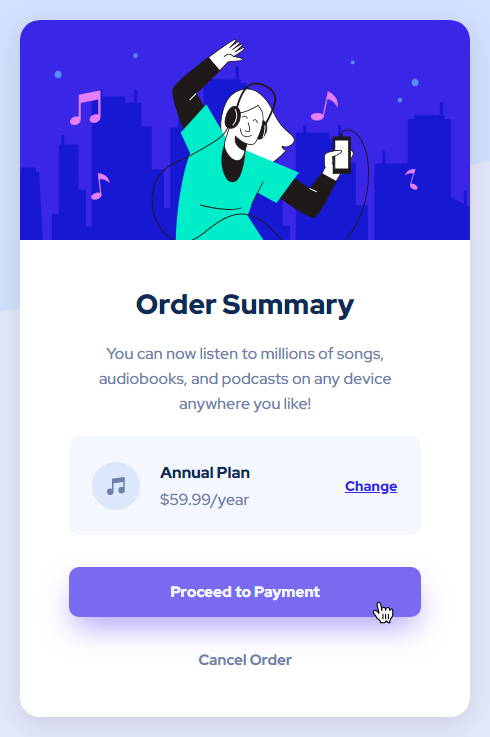 Order Summary
You can now listen to millions of songs,
audiobooks, and podcasts on any device
anywhere you like!
Annual Plan
$59.99/year
Change
Proceed to Payment
Cancel Order